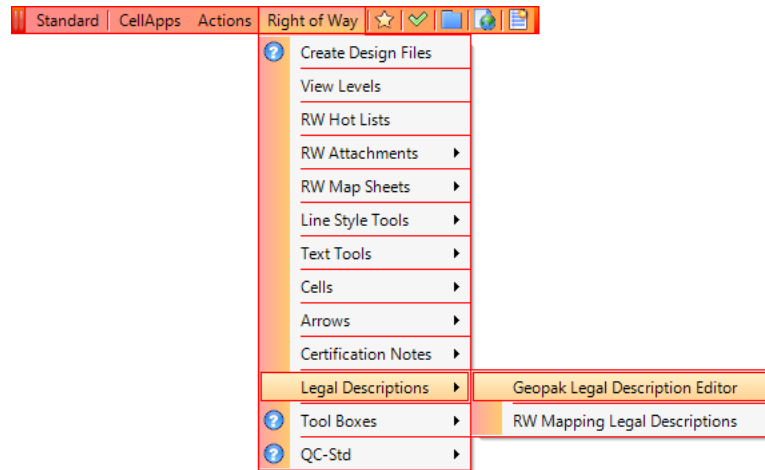 Standard CellApps Actions Right of Way
Create Design Files
View Levels
RW Hot Lists
RW Attachments
RW Map Sheets
Line Style Tools
Text Tools
Cells
Arrows
Certification Notes
Legal Descriptions Geopak Legal Description Editor
Tool Boxes RW Mapping Legal Descriptions
QC-Std